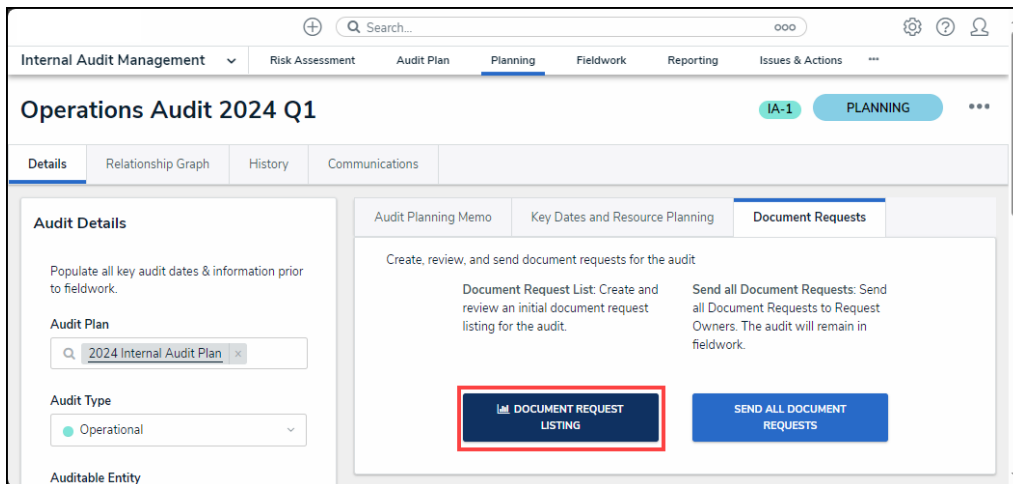 Search...
ooo
Internal Audit Management
Risk Assessment
Audit Plan
Planning
Fieldwork
Reporting
Issues & Actions
Operations Audit 2024 Q1
IA-1
PLANNING
Details
Relationship Graph
History
Communications
Audit Details
Populate all key audit dates & information prior
to fieldwork.
Audit Plan
2024 Internal Audit Plan ×
Audit Type
Operational
Auditable Entity
Audit Planning Memo
Key Dates and Resource Planning
Document Requests
Create, review, and send document requests for the audit
Document Request List: Create and
review an initial document request
listing for the audit.
Send all Document Requests: Send
all Document Requests to Request
Owners. The audit will remain in
fieldwork.
DOCUMENT REQUEST
LISTING
SEND ALL DOCUMENT
REQUESTS